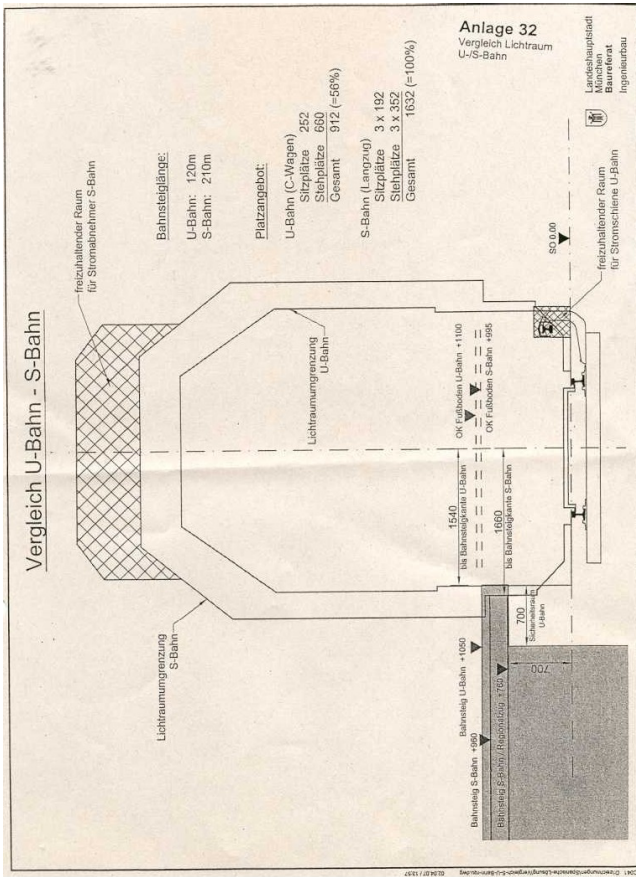 Anlage 32
Vergleich Lichtraum
U-/S-Bahn
Landeshauptstadt
München
Baureferat
Ingenieurbau
Vergleich U-Bahn - S-Bahn
freizuhaltender Raum
für Stromabnehmer S-Bahn
Bahnsteiglänge:
U-Bahn: 120m
S-Bahn: 210m
Platzangebot:
U-Bahn (C-Wagen)
Sitzplätze 252
Stehplätze 660
Gesamt 912 (=56%)
S-Bahn (Langzug)
Sitzplätze 3 x 192
Stehplätze 3 x 352
Gesamt 1632 (=100%)
Lichtraumumgrenzung
S-Bahn
Lichtraumumgrenzung
U-Bahn
OK Fußboden U-Bahn +1100
OK Fußboden S-Bahn +995
1540
bis Bahnsteigkante U-Bahn
1660
bis Bahnsteigkante S-Bahn
SO 0.00
freizuhaltender Raum
für Stromschiene U-Bahn
Bahnsteig U-Bahn +1050
Bahnsteig S-Bahn +960
Bahnsteig S-Bahn / Regionalzug +760
700
Sicherheitsraum
U-Bahn
700